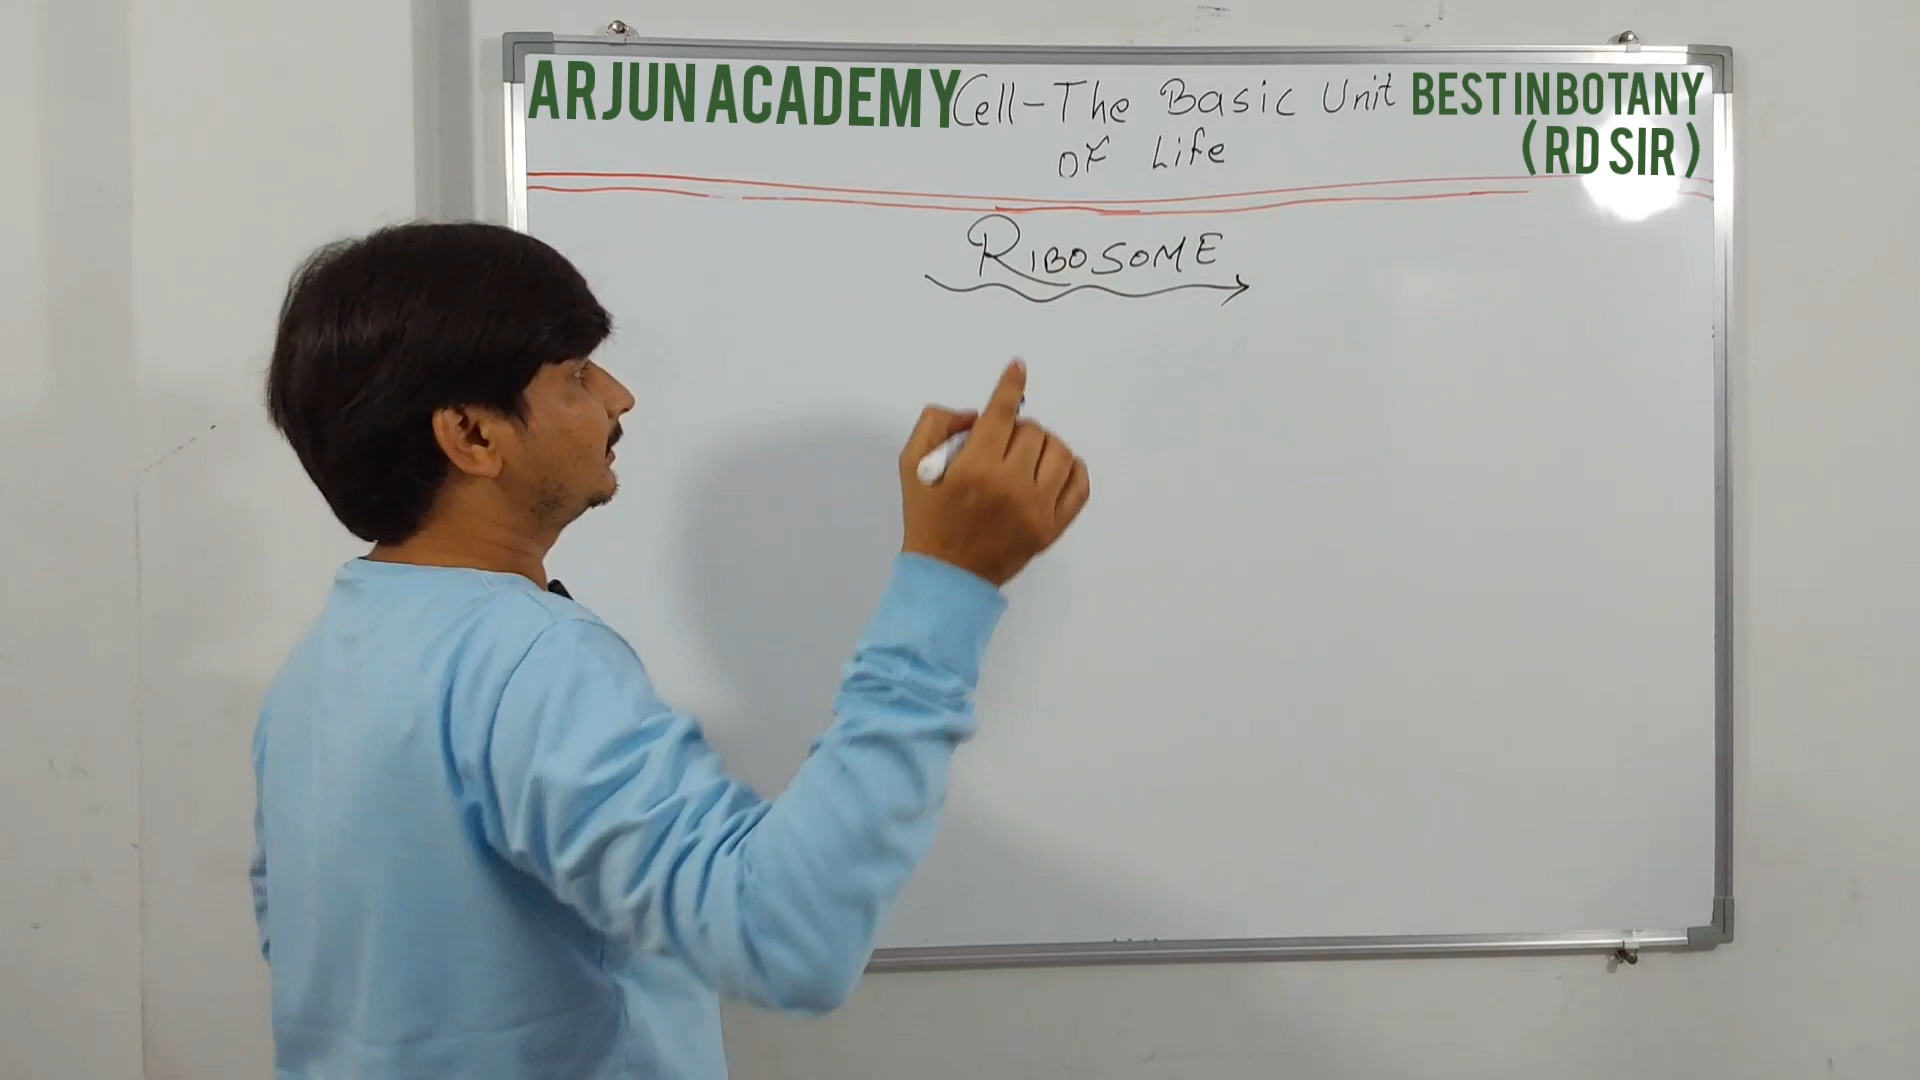 ARJUN ACADEMY
Cell-The Basic Unit
of Life
BEST IN BOTANY
(RD SIR)
RIBOSOME